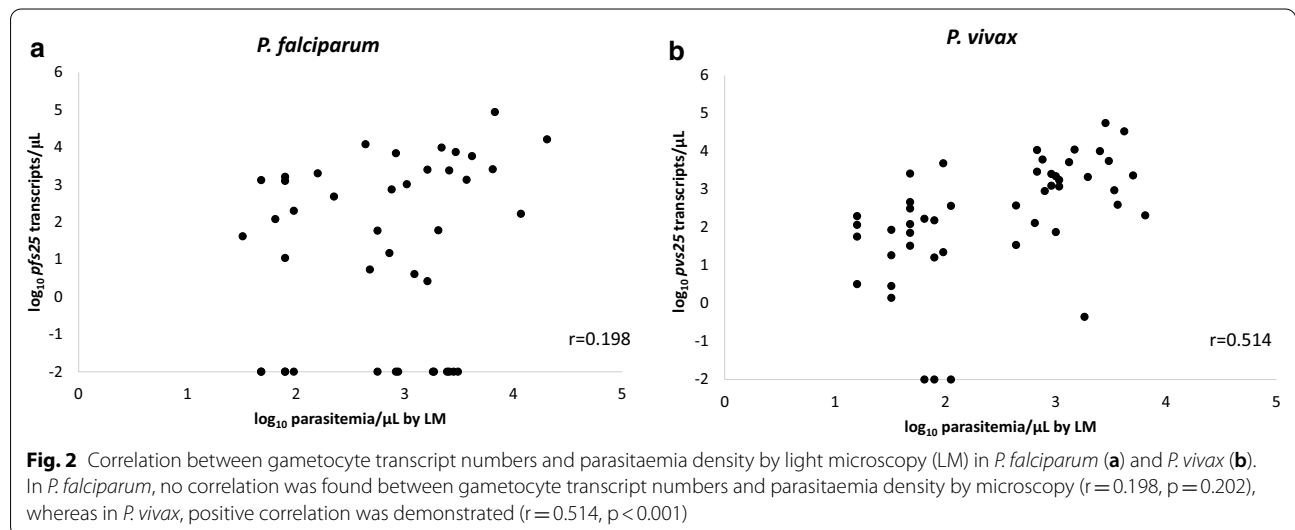 a
P. falciparum
6
5
4
3
2
1
0
-1
-2
log10 pfs25 transcripts/µL
0
1
2
3
4
5
log10 parasitemia/µL by LM
r=0.198
b
P. vivax
6
5
4
3
2
1
0
-1
-2
log10 pvs25 transcripts/µL
0
1
2
3
4
5
log10 parasitemia/µL by LM
r=0.514
Fig. 2 Correlation between gametocyte transcript numbers and parasitaemia density by light microscopy (LM) in P. falciparum (a) and P. vivax (b).
In P. falciparum, no correlation was found between gametocyte transcript numbers and parasitaemia density by microscopy (r = 0.198, p = 0.202),
whereas in P. vivax, positive correlation was demonstrated (r = 0.514, p < 0.001)